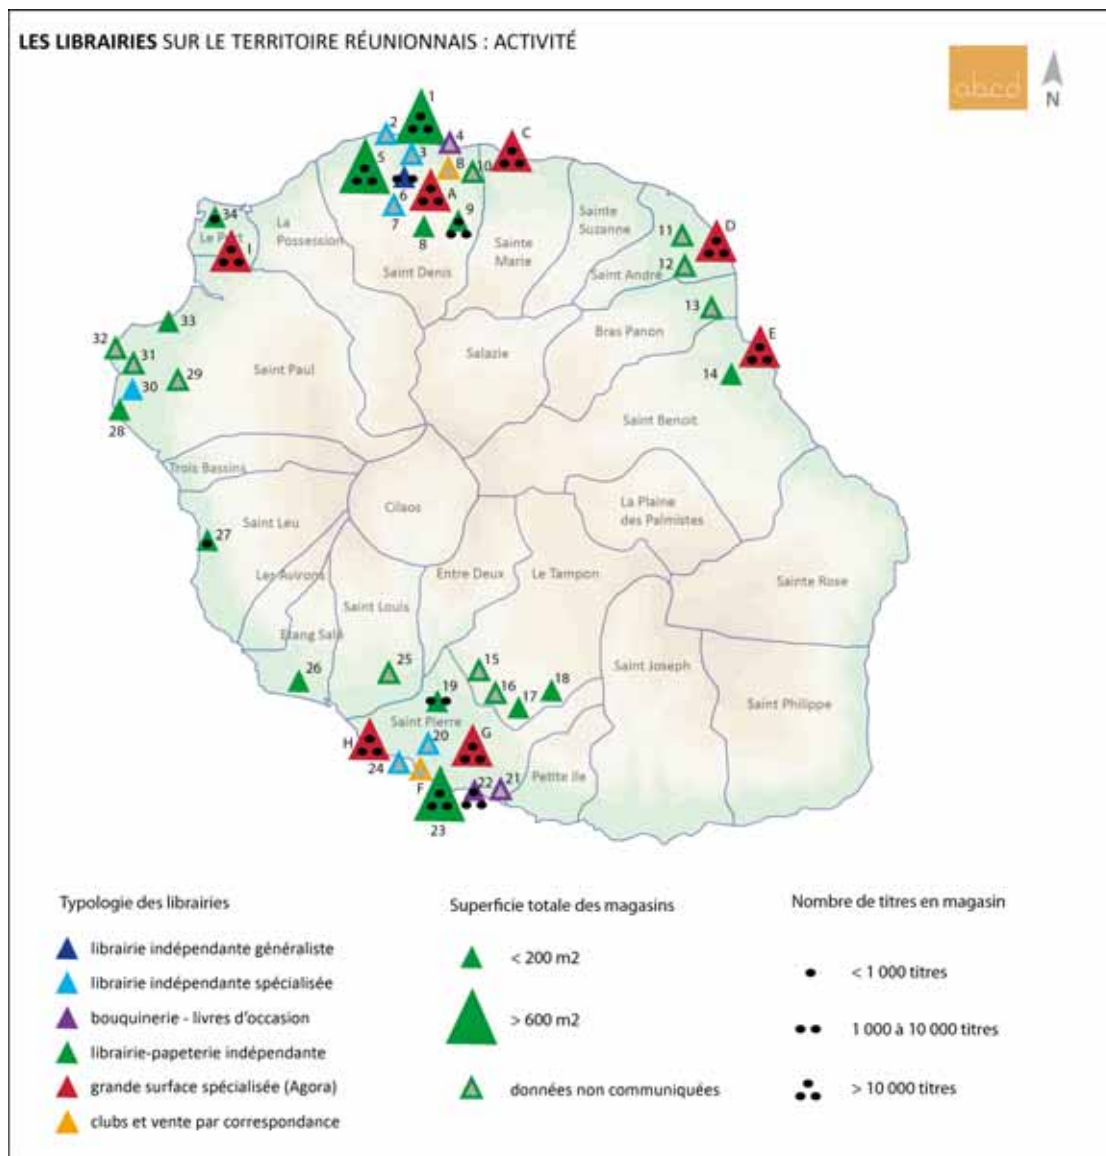 LES LIBRAIRIES SUR LE TERRITOIRE RÉUNIONNAIS : ACTIVITÉ
abcd
N
1
2
4
C
3
5
B
10
A
6
9
7
8
34
Le Port
I
La
Possession
Saint Denis
Sainte
Marie
Sainte
Suzanne
11
D
12
Saint André
13
Bras Panon
E
14
33
32
31
30
29
28
Saint Paul
Salazie
Saint Benoit
Trois Bassins
Cilaos
La Plaine
des Palmistes
Saint Leu
27
Les Avirons
Entre Deux
Le Tampon
Sainte Rose
Saint Louis
Etang Salé
26
25
15
16
17
18
19
Saint Joseph
Saint Philippe
Saint Pierre
H
20
G
24
F
22
21
Petite Ile
23
Typologie des librairies
librairie indépendante généraliste
librairie indépendante spécialisée
bouquinerie - livres d'occasion
librairie-papeterie indépendante
grande surface spécialisée (Agora)
clubs et vente par correspondance
Superficie totale des magasins
< 200 m2
> 600 m2
données non communiquées
Nombre de titres en magasin
< 1 000 titres
1 000 à 10 000 titres
> 10 000 titres